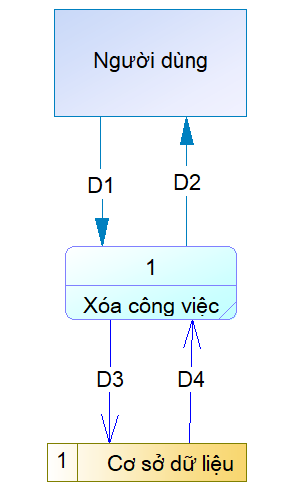 Người dùng
D1
D2
1
Xóa công việc
D3
D4
1 Cơ sở dữ liệu